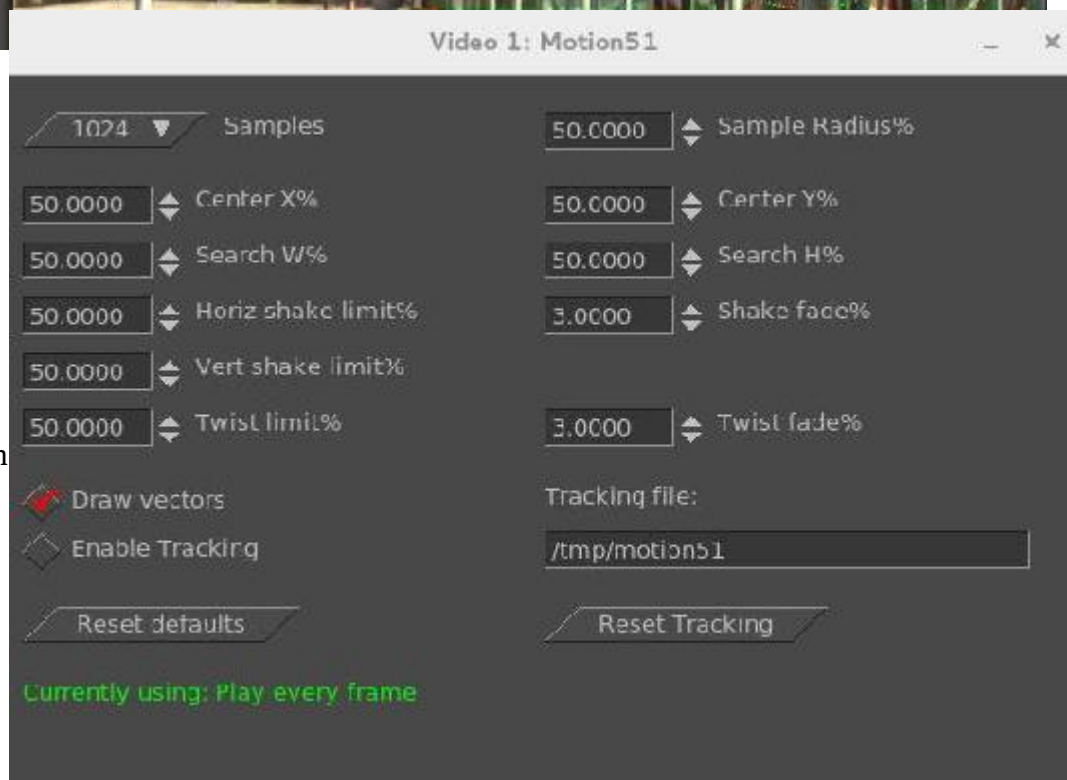 Video 1: Motion51
1024 Samples 50.0000 Sample Radius%
50.0000 Center X% 50.0000 Center Y%
50.0000 Search W% 50.0000 Search H%
50.0000 Horiz shake limit% 3.0000 Shake fade%
50.0000 Vert shake limit%
50.0000 Twist limit% 3.0000 Twist fade%
Draw vectors Tracking file:
Enable Tracking /tmp/motion51
Reset defaults Reset Tracking
Currently using: Play every frame